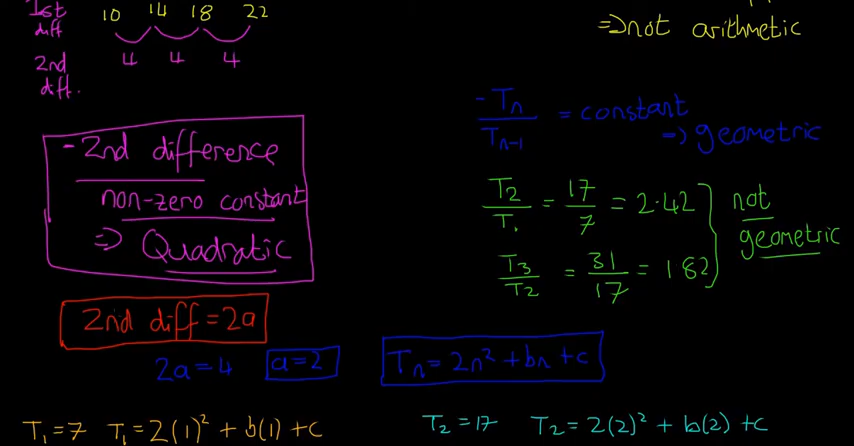 1st diff 10 14 18 22
2nd diff. 4 4 4
⇒ not arithmetic
- 2nd difference
non-zero constant
⇒ Quadratic
2nd diff = 2a
2a = 4 a = 2
- Tn / Tn-1 = constant
⇒ geometric
T2 / T1 = 17 / 7 = 2.42
T3 / T2 = 31 / 17 = 1.82
not
geometric
Tn = 2n² + bn + c
T1 = 7 T1 = 2(1)² + b(1) + c
T2 = 17 T2 = 2(2)² + b(2) + c